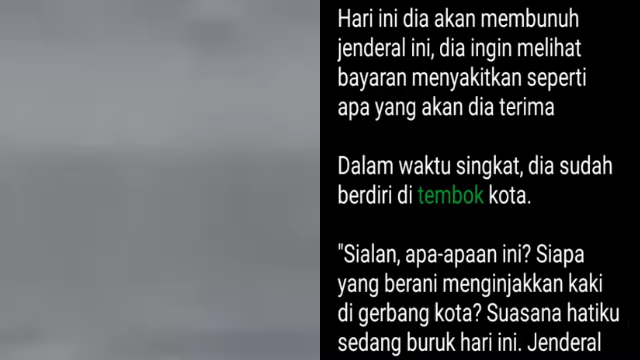 Hari ini dia akan membunuh
jenderal ini, dia ingin melihat
bayaran menyakitkan seperti
apa yang akan dia terima
Dalam waktu singkat, dia sudah
berdiri di tembok kota.
"Sialan, apa-apaan ini? Siapa
yang berani menginjakkan kaki
di gerbang kota? Suasana hatiku
sedang buruk hari ini. Jenderal